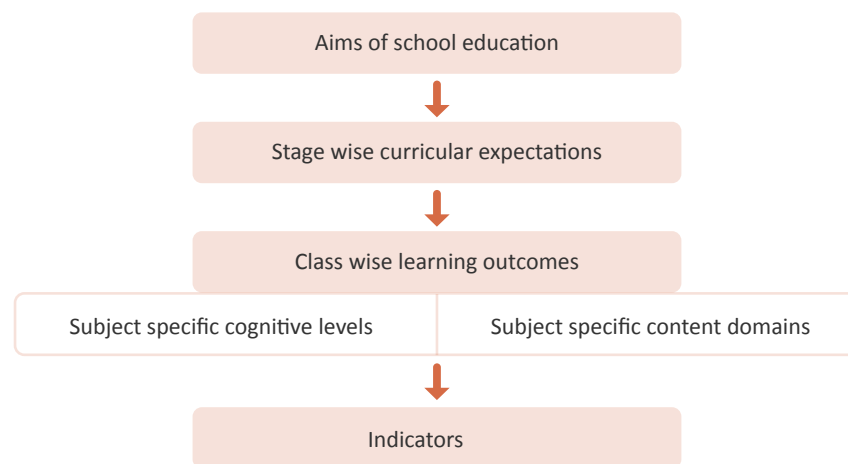 Aims of school education
Stage wise curricular expectations
Class wise learning outcomes
Subject specific cognitive levels
Subject specific content domains
Indicators